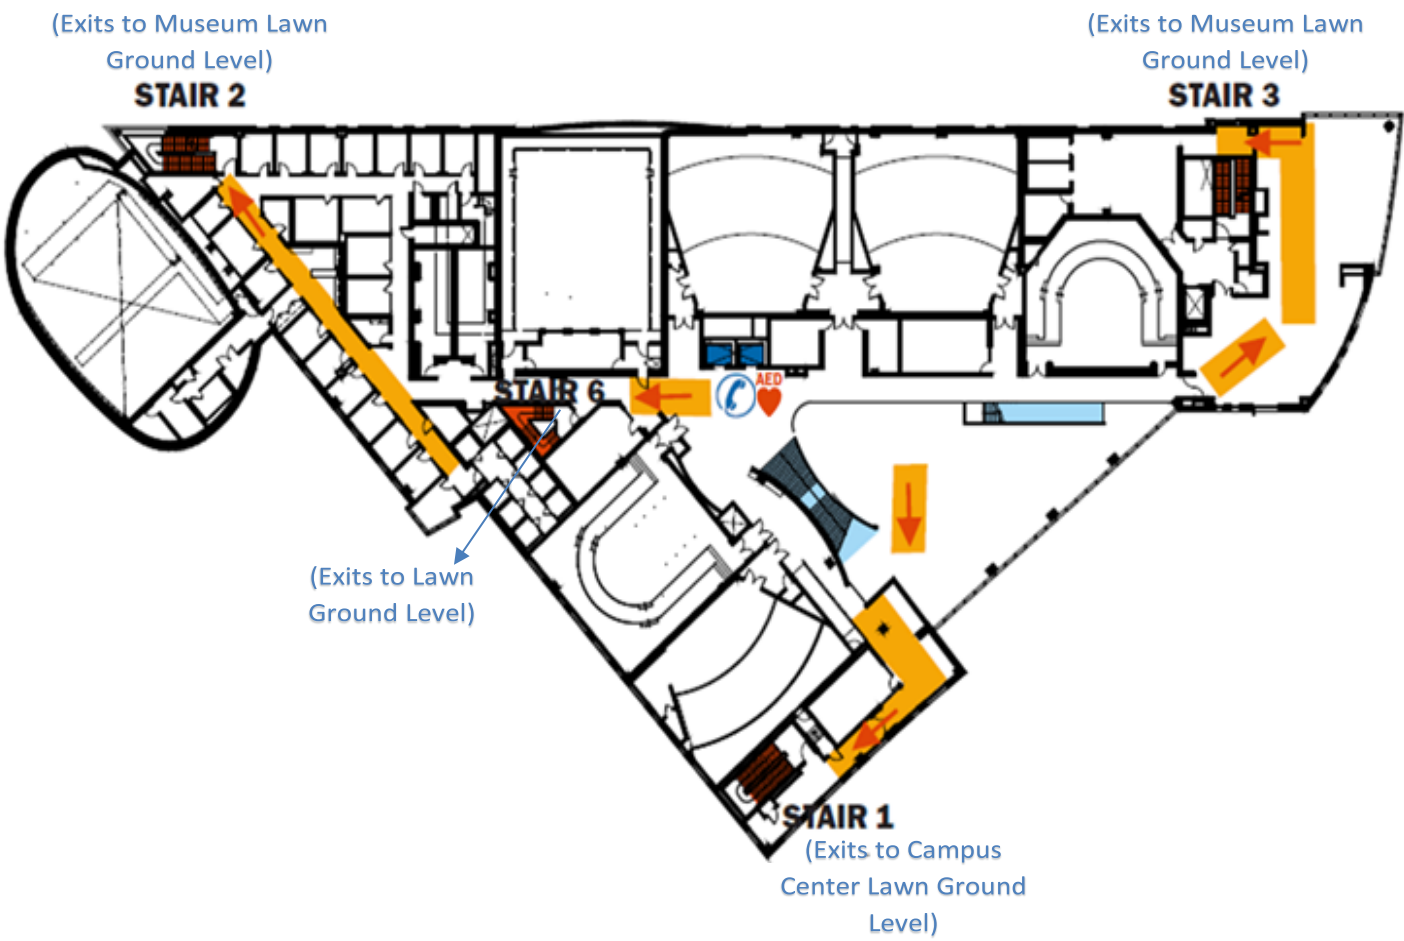 (Exits to Museum Lawn
Ground Level)
STAIR 2
(Exits to Museum Lawn
Ground Level)
STAIR 3
STAIR 6
AED
(Exits to Lawn
Ground Level)
STAIR 1
(Exits to Campus
Center Lawn Ground
Level)